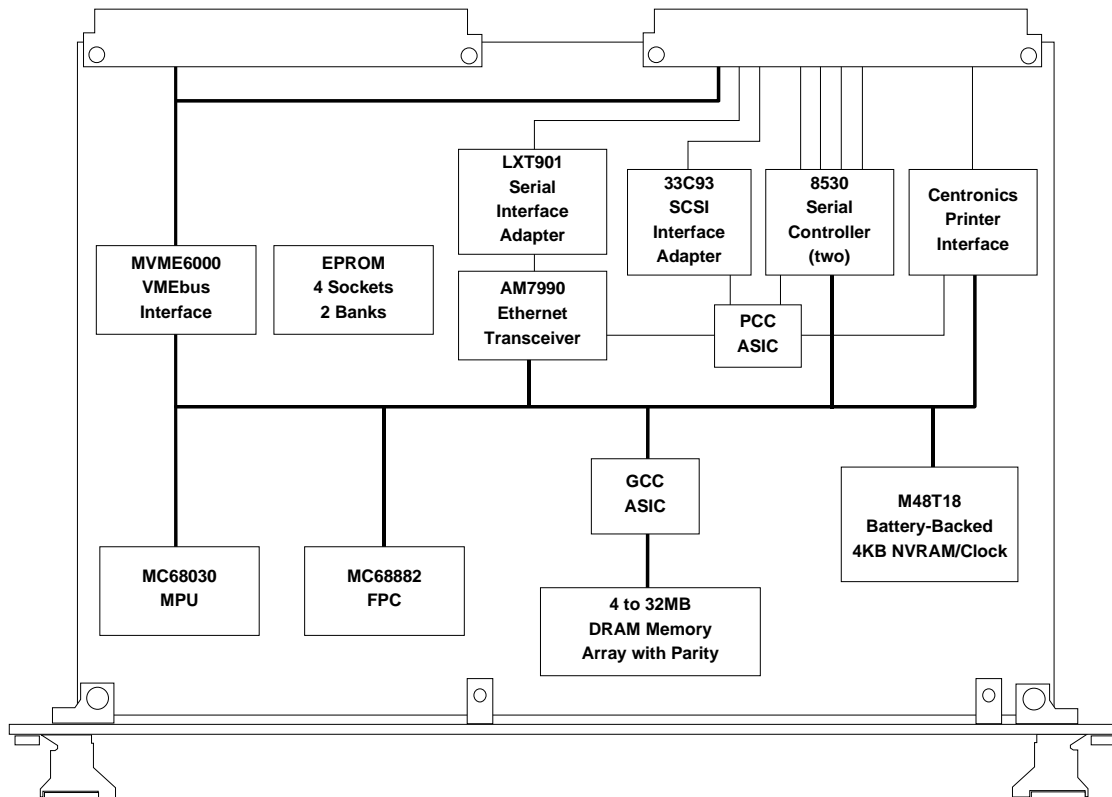 LXT901
Serial
Interface
Adapter
33C93
SCSI
Interface
Adapter
8530
Serial
Controller
(two)
Centronics
Printer
Interface
MVME6000
VMEbus
Interface
EPROM
4 Sockets
2 Banks
AM7990
Ethernet
Transceiver
PCC
ASIC
GCC
ASIC
M48T18
Battery-Backed
4KB NVRAM/Clock
MC68030
MPU
MC68882
FPC
4 to 32MB
DRAM Memory
Array with Parity